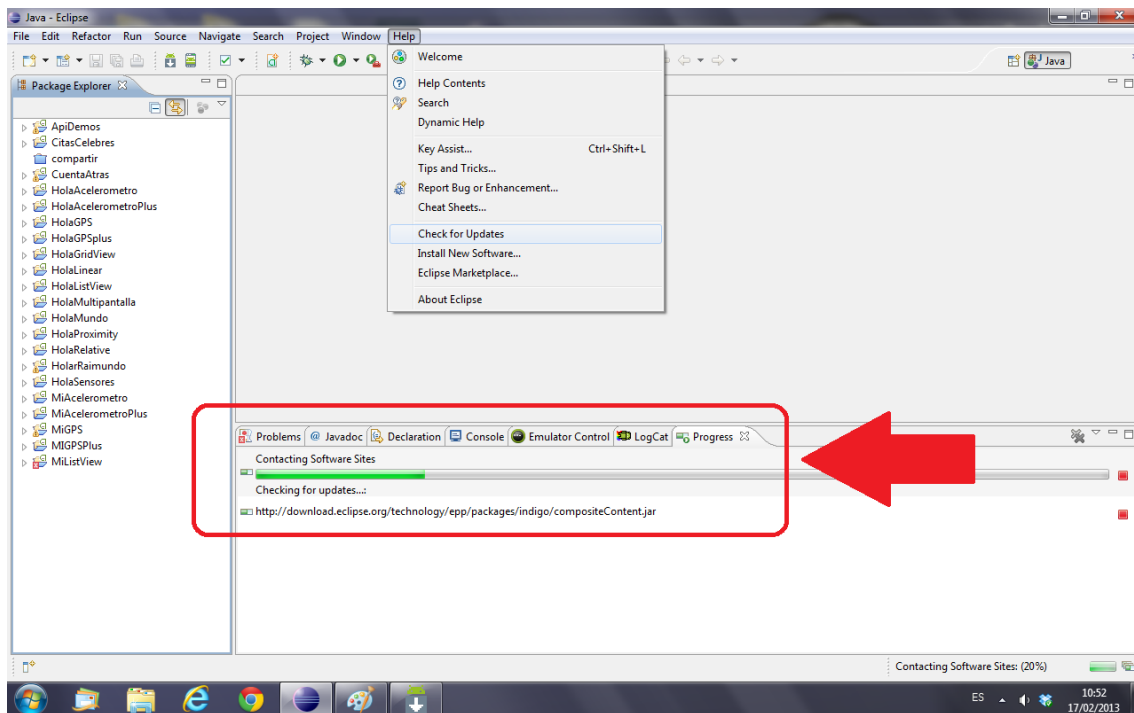 Java - Eclipse
File Edit Refactor Run Source Navigate Search Project Window Help
Java
Package Explorer
ApiDemos
CitasCelebres
compartir
CuentaAtras
HolaAcelerometro
HolaAcelerometroPlus
HolaGPS
HolaGPSplus
HolaGridView
HolaLinear
HolaListView
HolaMultipantalla
HolaMundo
HolaProximity
HolaRelative
HolarRaimundo
HolaSensores
MiAcelerometro
MiAcelerometroPlus
MiGPS
MIGPSPlus
MiListView
Welcome
Help Contents
Search
Dynamic Help
Key Assist... Ctrl+Shift+L
Tips and Tricks...
Report Bug or Enhancement...
Cheat Sheets...
Check for Updates
Install New Software...
Eclipse Marketplace...
About Eclipse
Problems @ Javadoc Declaration Console Emulator Control LogCat Progress
Contacting Software Sites
Checking for updates...:
http://download.eclipse.org/technology/epp/packages/indigo/compositeContent.jar
Contacting Software Sites: (20%)
ES
10:52
17/02/2013